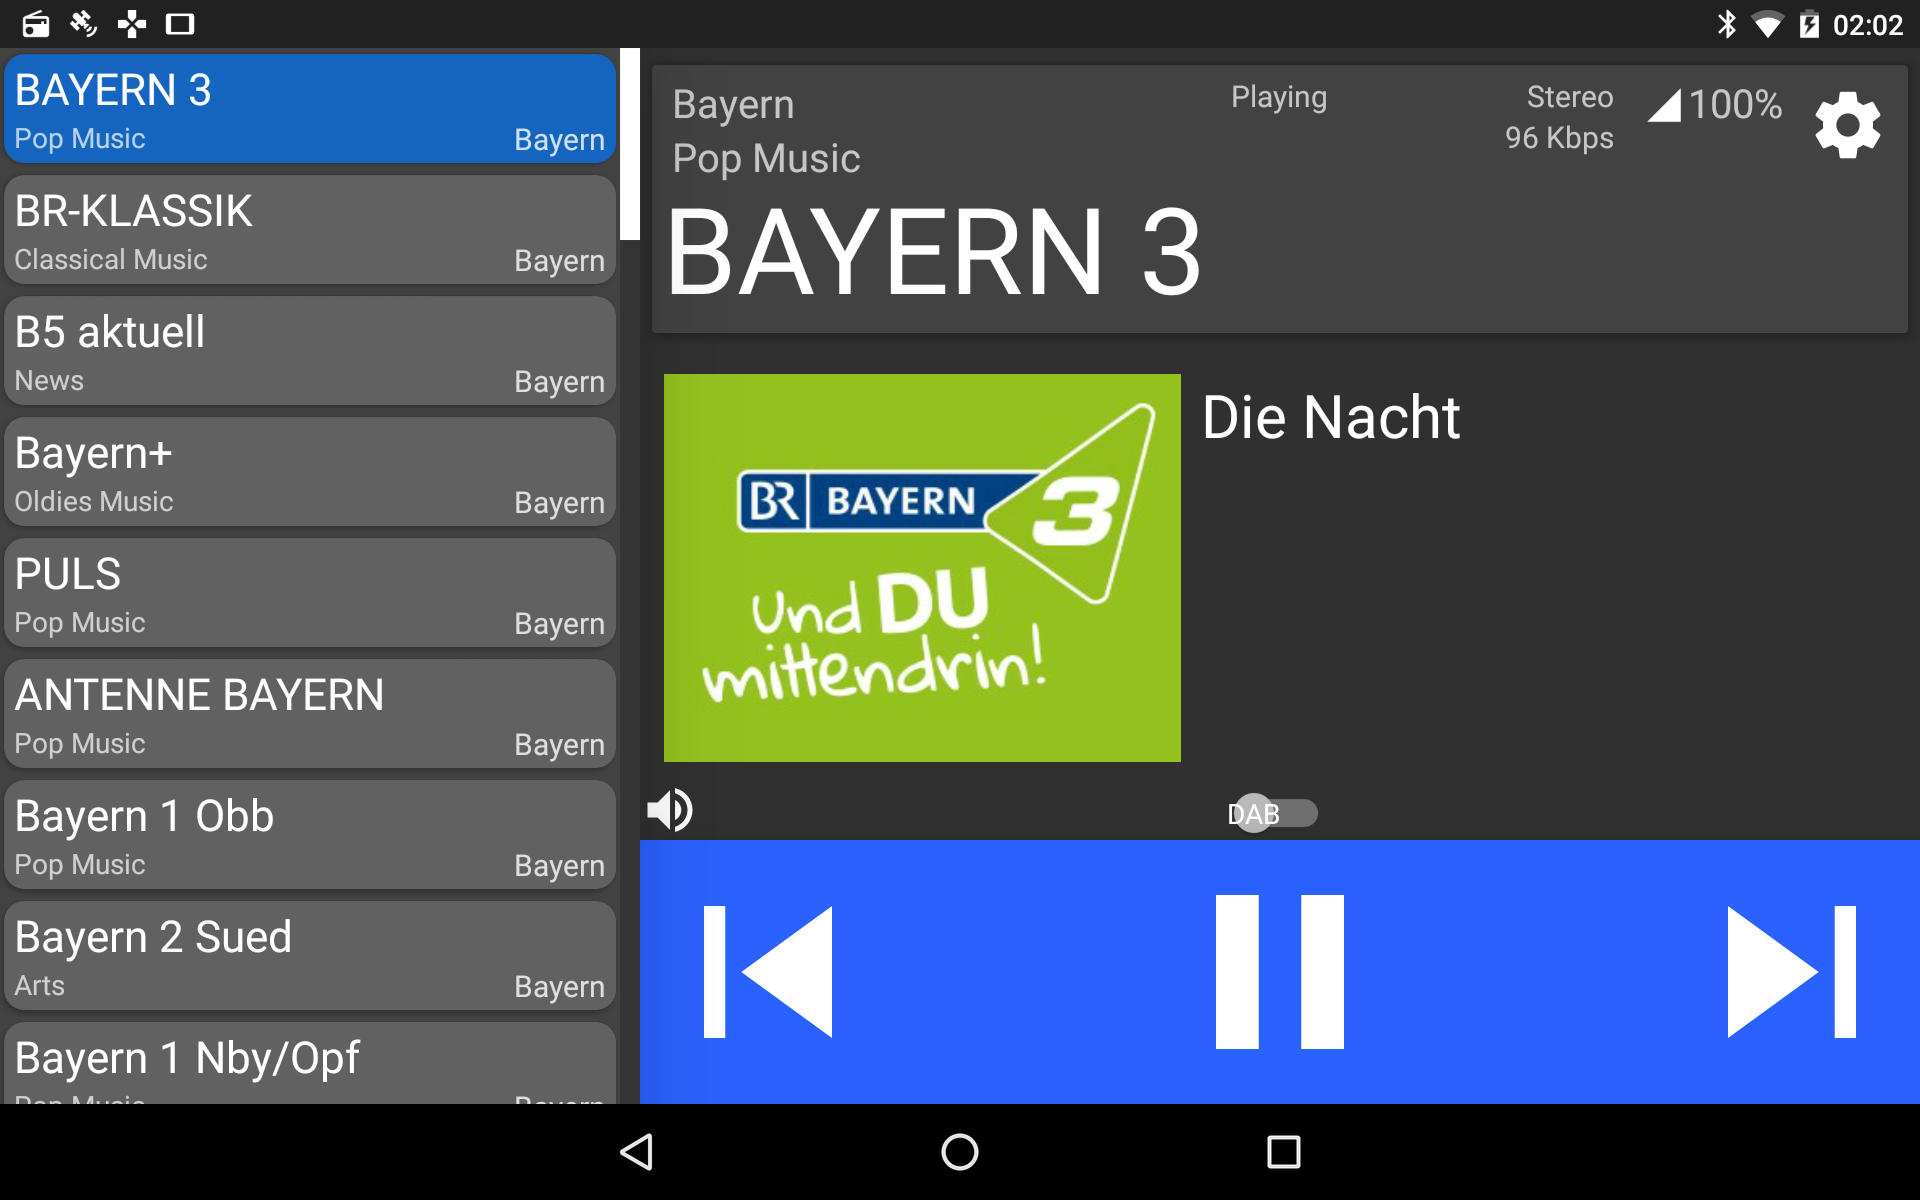 02:02
BAYERN 3
Pop Music
Bayern
BR-KLASSIK
Classical Music
Bayern
B5 aktuell
News
Bayern
Bayern+
Oldies Music
Bayern
PULS
Pop Music
Bayern
ANTENNE BAYERN
Pop Music
Bayern
Bayern 1 Obb
Pop Music
Bayern
Bayern 2 Sued
Arts
Bayern
Bayern 1 Nby/Opf
Pop Music
Bayern
Bayern
Playing
Stereo
100%
96 Kbps
Pop Music
BAYERN 3
BR BAYERN 3
Und DU
mittendrin!
Die Nacht
DAB